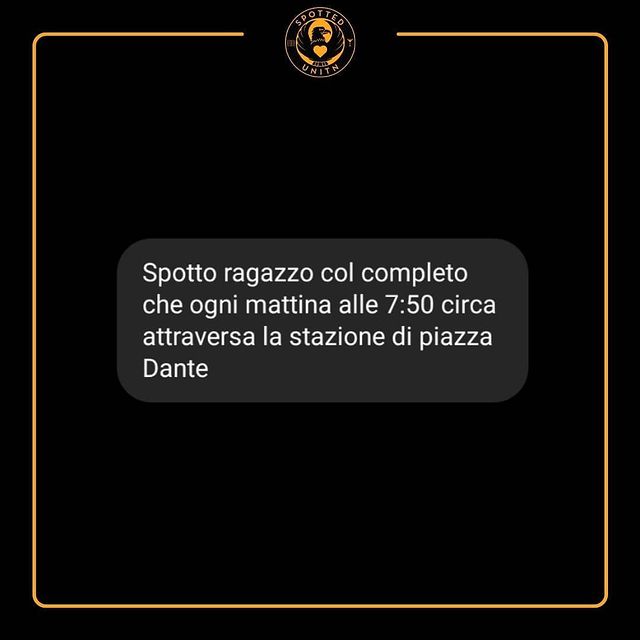 SPOTTED
UNITN
Spotto ragazzo col completo
che ogni mattina alle 7:50 circa
attraversa la stazione di piazza
Dante